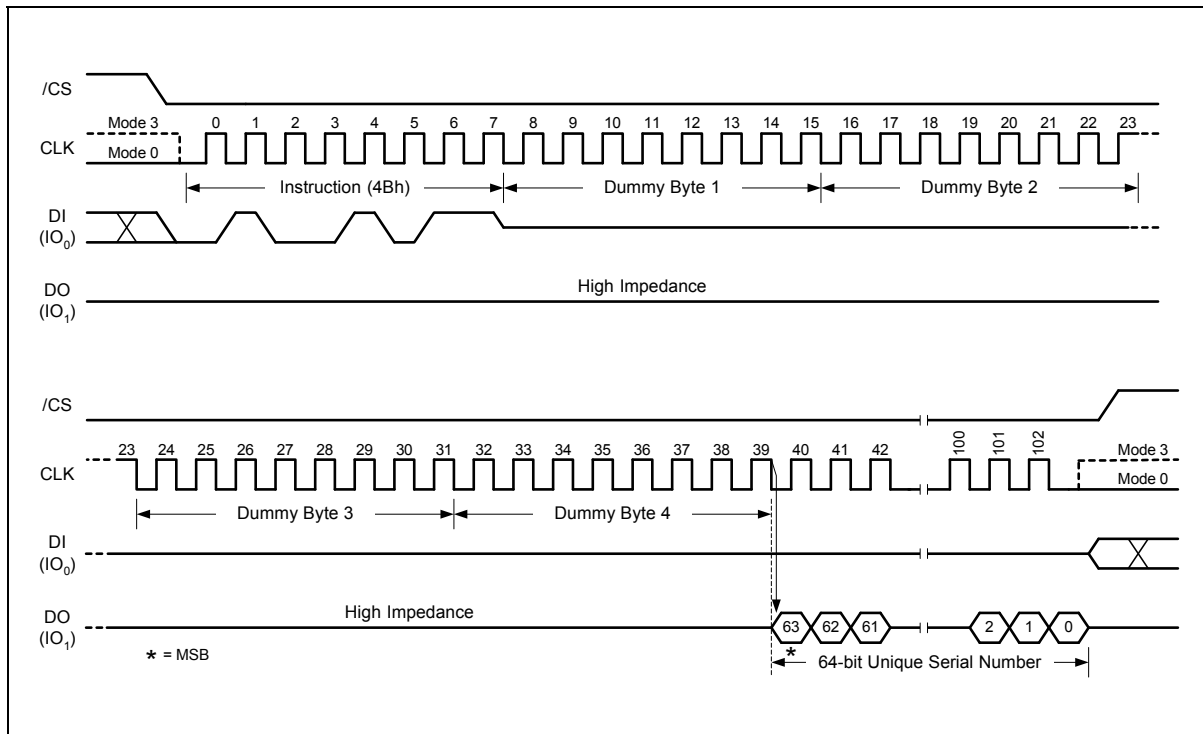 /CS
Mode 3
CLK
Mode 0
0 1 2 3 4 5 6 7 8 9 10 11 12 13 14 15 16 17 18 19 20 21 22 23
Instruction (4Bh)
Dummy Byte 1
Dummy Byte 2
DI
(IO0)
High Impedance
DO
(IO1)
/CS
23 24 25 26 27 28 29 30 31 32 33 34 35 36 37 38 39 40 41 42 100 101 102
CLK
Mode 3
Mode 0
Dummy Byte 3
Dummy Byte 4
DI
(IO0)
High Impedance
DO
(IO1)
63 62 61 2 1 0
* = MSB
*
64-bit Unique Serial Number